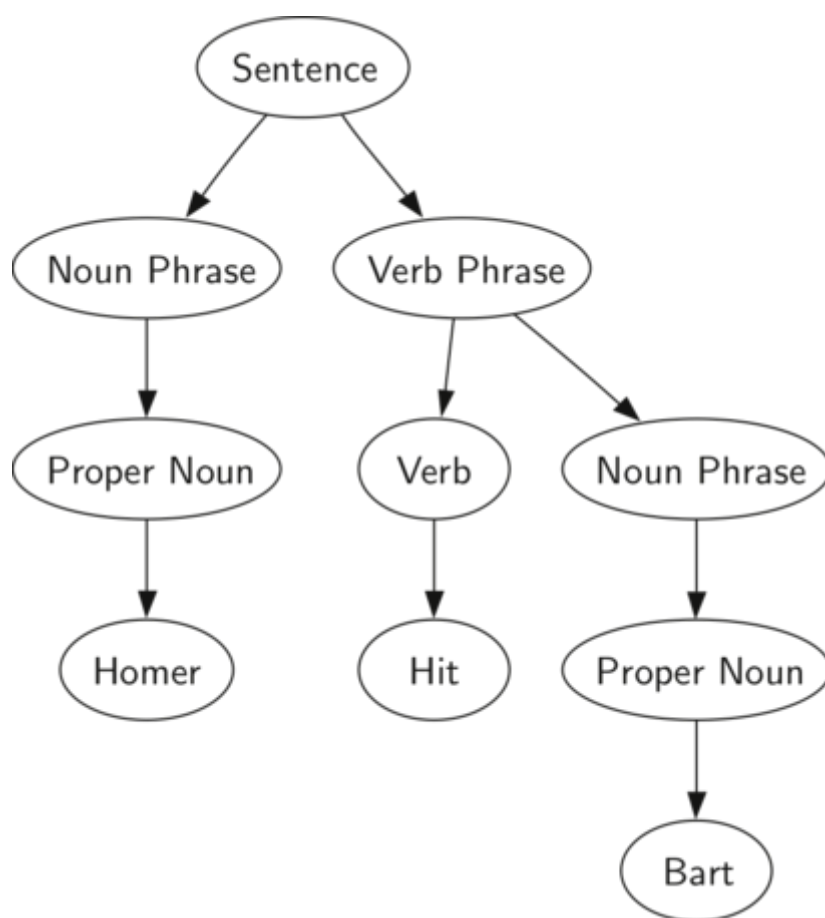 Sentence
Noun Phrase
Verb Phrase
Proper Noun
Verb
Noun Phrase
Homer
Hit
Proper Noun
Bart